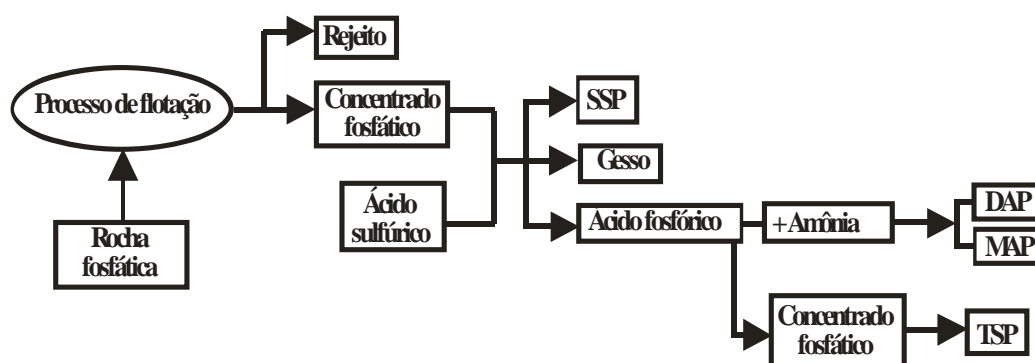 Rejeito
Processo de flotação
Concentrado
fosfático
SSP
Gesso
Ácido
sulfúrico
Rocha
fosfática
Ácido fosfórico
+ Amônia
DAP
MAP
Concentrado
fosfático
TSP